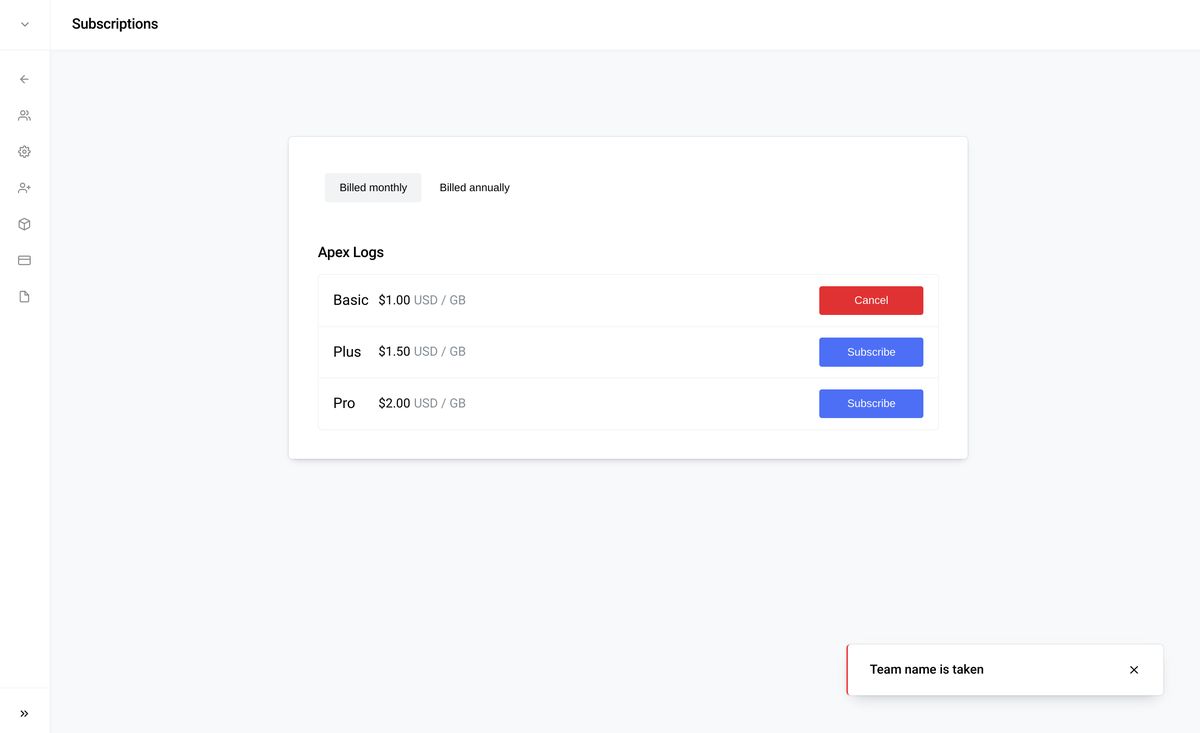 Subscriptions
Billed monthly Billed annually
Apex Logs
Basic $1.00 USD / GB Cancel
Plus $1.50 USD / GB Subscribe
Pro $2.00 USD / GB Subscribe
Team name is taken